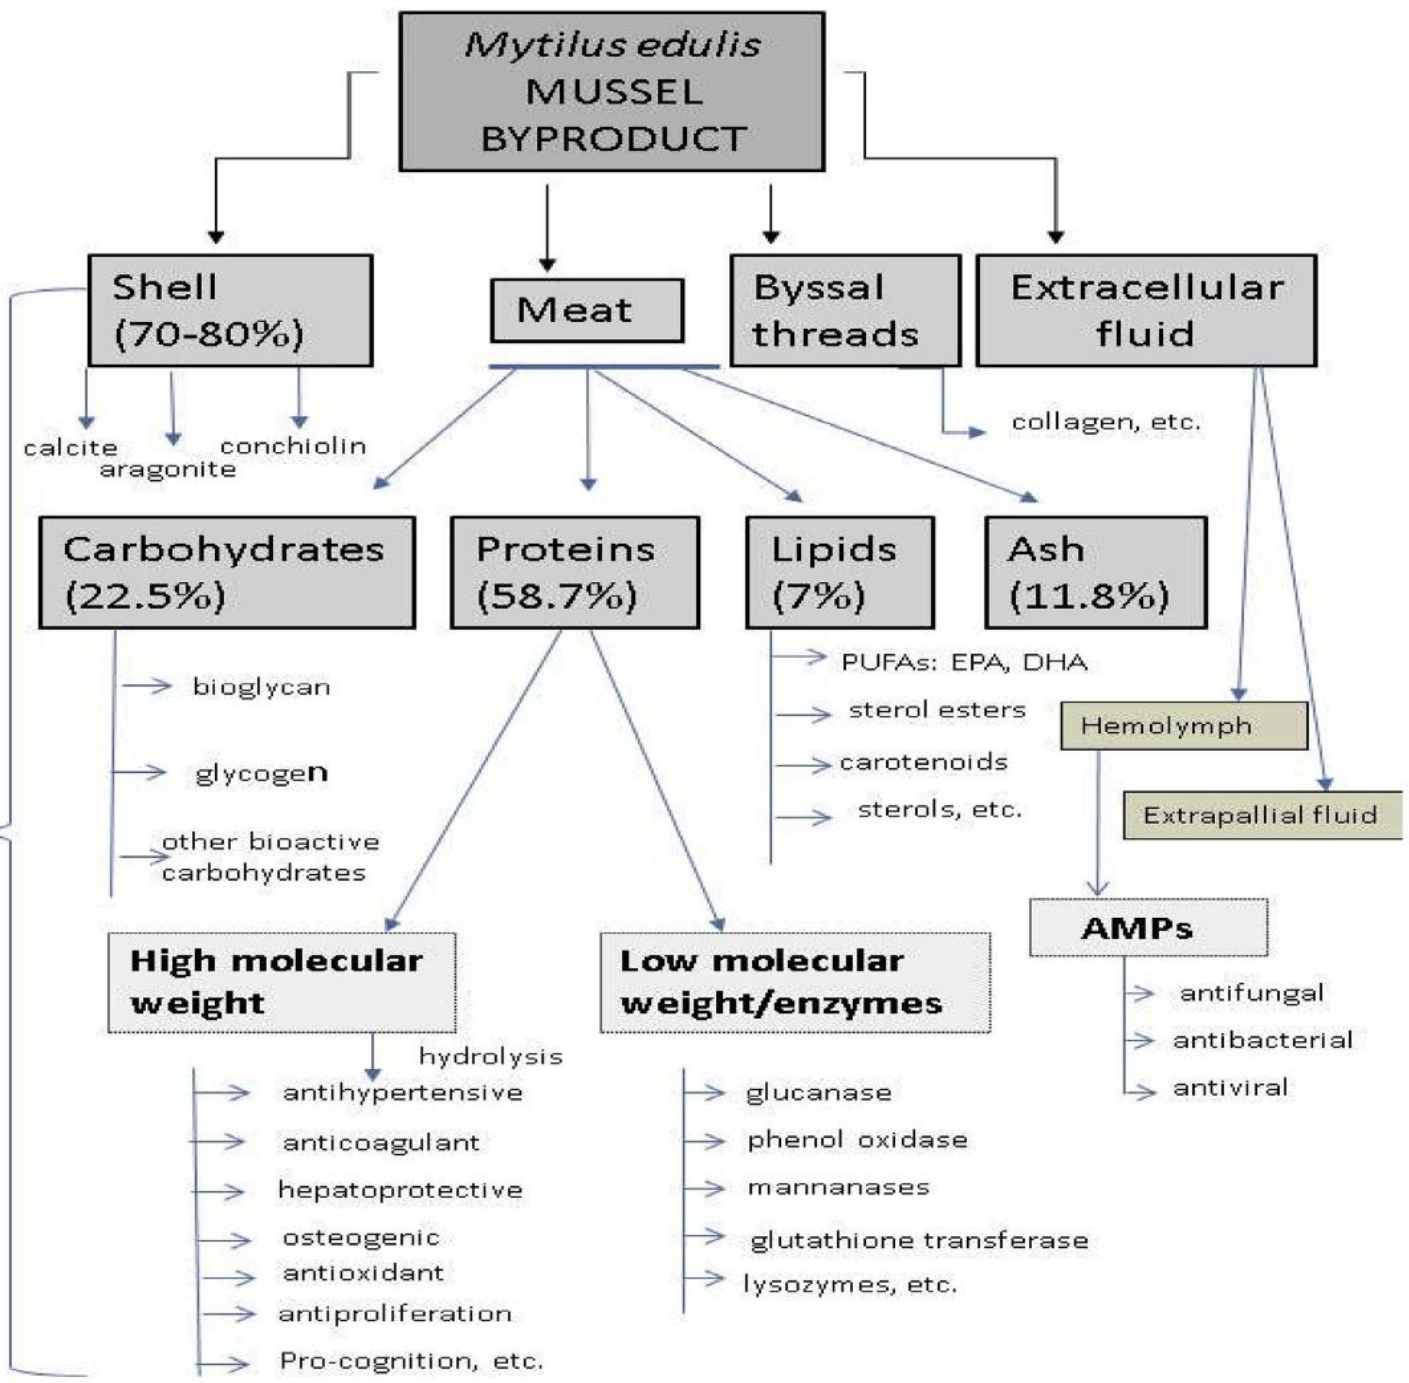 Mytilus edulis
MUSSEL
BYPRODUCT
Shell
(70-80%)
Meat
Byssal
threads
Extracellular
fluid
calcite
aragonite
conchiolin
collagen, etc.
Carbohydrates
(22.5%)
Proteins
(58.7%)
Lipids
(7%)
Ash
(11.8%)
bioglycan
glycogen
other bioactive
carbohydrates
PUFAs: EPA, DHA
sterol esters
carotenoids
sterols, etc.
Hemolymph
Extrapallial fluid
High molecular
weight
Low molecular
weight/enzymes
AMPs
hydrolysis
antihypertensive
anticoagulant
hepatoprotective
osteogenic
antioxidant
antiproliferation
Pro-cognition, etc.
glucanase
phenol oxidase
mannanases
glutathione transferase
lysozymes, etc.
antifungal
antibacterial
antiviral